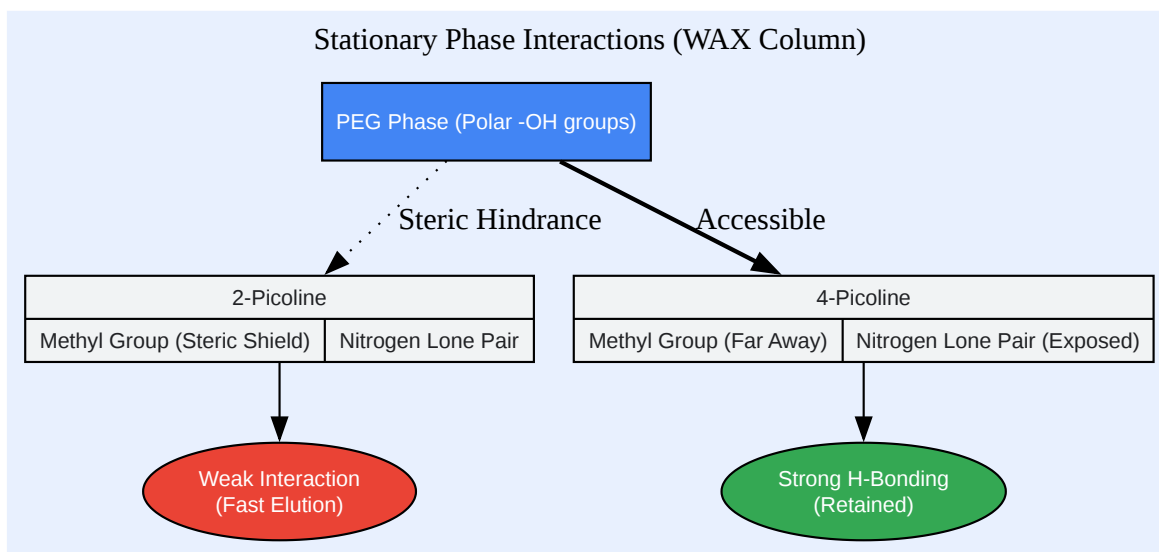 Stationary Phase Interactions (WAX Column)
PEG Phase (Polar -OH groups)
Steric Hindrance
Accessible
2-Picoline
Methyl Group (Steric Shield)
Nitrogen Lone Pair
4-Picoline
Methyl Group (Far Away)
Nitrogen Lone Pair (Exposed)
Weak Interaction
(Fast Elution)
Strong H-Bonding
(Retained)